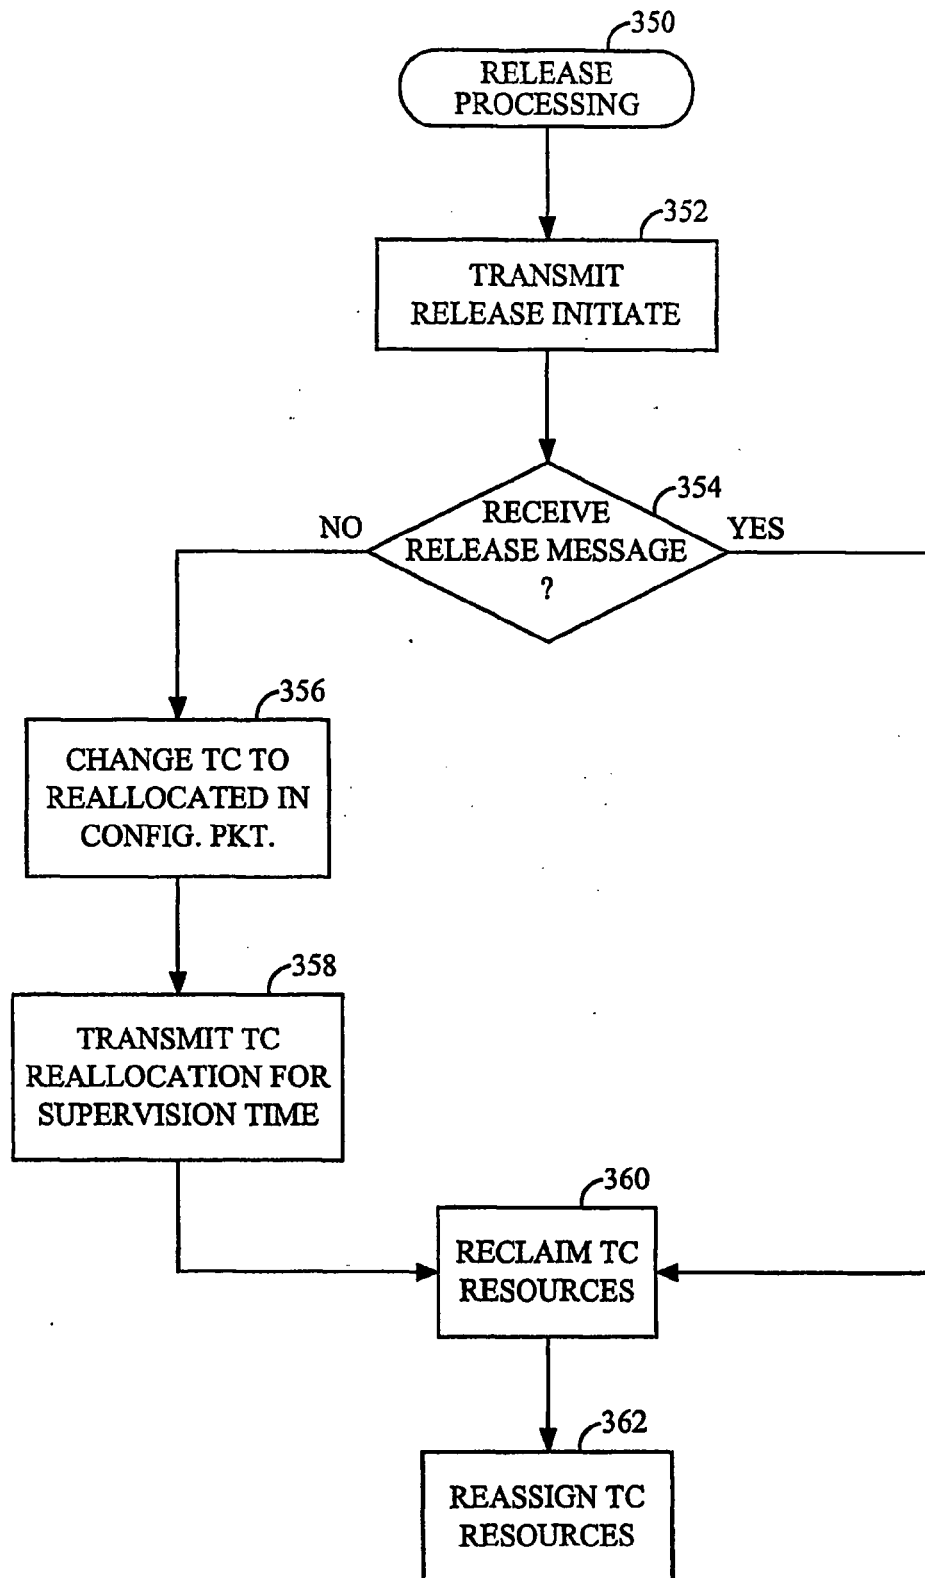 350
RELEASE
PROCESSING
352
TRANSMIT
RELEASE INITIATE
354
RECEIVE
RELEASE MESSAGE
?
NO
YES
356
CHANGE TC TO
REALLOCATED IN
CONFIG. PKT.
358
TRANSMIT TC
REALLOCATION FOR
SUPERVISION TIME
360
RECLAIM TC
RESOURCES
362
REASSIGN TC
RESOURCES